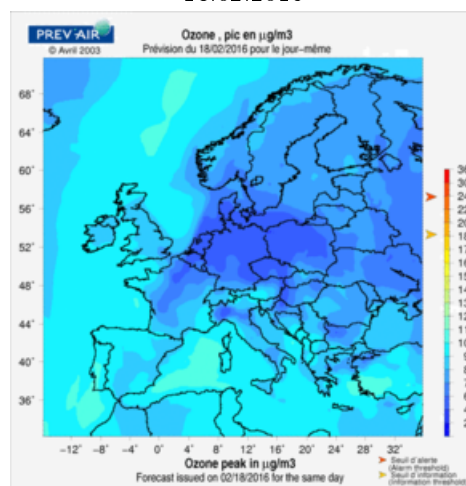 PREV'AIR
© Avril 2003
Ozone , pic en µg/m3
Prévision du 18/02/2016 pour le jour−même
68°
64°
60°
56°
52°
48°
44°
40°
36°
−12° −8° −4° 0° 4° 8° 12° 16° 20° 24° 28° 32°
Ozone peak in µg/m3
Forecast issued on 02/18/2016 for the same day
Seuil d'alerte
(Alarm threshold)
Seuil d'information
(Information threshold)